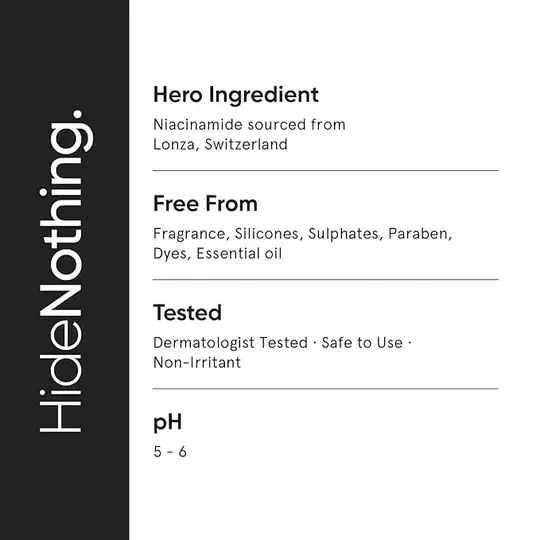 HideNothing.
Hero Ingredient
Niacinamide sourced from
Lonza, Switzerland
Free From
Fragrance, Silicones, Sulphates, Paraben,
Dyes, Essential oil
Tested
Dermatologist Tested · Safe to Use ·
Non-Irritant
pH
5 - 6